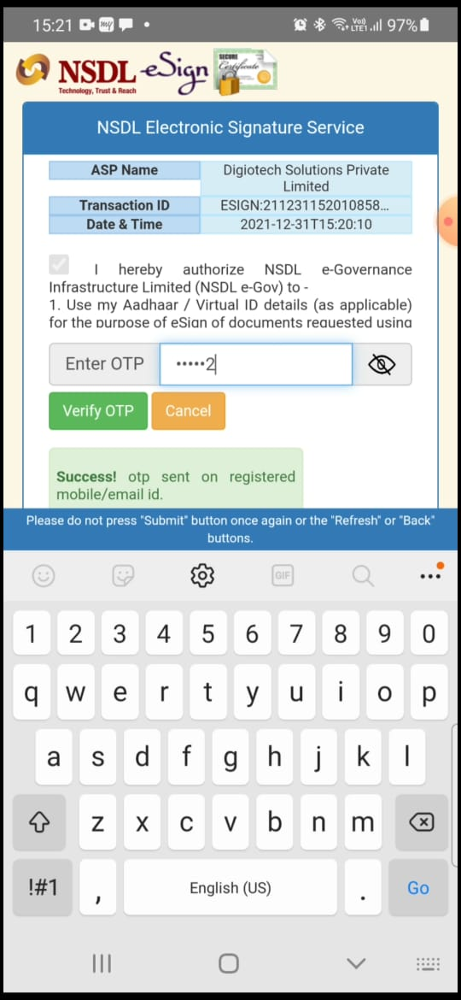 15:21
Vo))
LTE1
97%
NSDL eSign
Technology, Trust & Reach
SECURE
Certificate
NSDL Electronic Signature Service
ASP Name
Digiotech Solutions Private
Limited
Transaction ID
ESIGN:211231152010858...
Date & Time
2021-12-31T15:20:10
I hereby authorize NSDL e-Governance
Infrastructure Limited (NSDL e-Gov) to -
1. Use my Aadhaar / Virtual ID details (as applicable)
for the purpose of eSign of documents requested using
Enter OTP
•••••2
Verify OTP
Cancel
Success! otp sent on registered
mobile/email id.
Please do not press "Submit" button once again or the "Refresh" or "Back"
buttons.
GIF
1 2 3 4 5 6 7 8 9 0
q w e r t y u i o p
a s d f g h j k l
z x c v b n m
!#1 , English (US) . Go